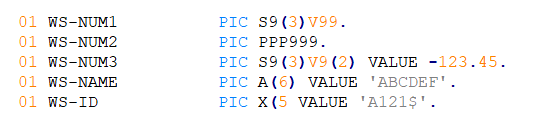 01 WS-NUM1 PIC S9(3)V99.
01 WS-NUM2 PIC PPP999.
01 WS-NUM3 PIC S9(3)V9(2) VALUE -123.45.
01 WS-NAME PIC A(6) VALUE 'ABCDEF'.
01 WS-ID PIC X(5 VALUE 'A121$'.